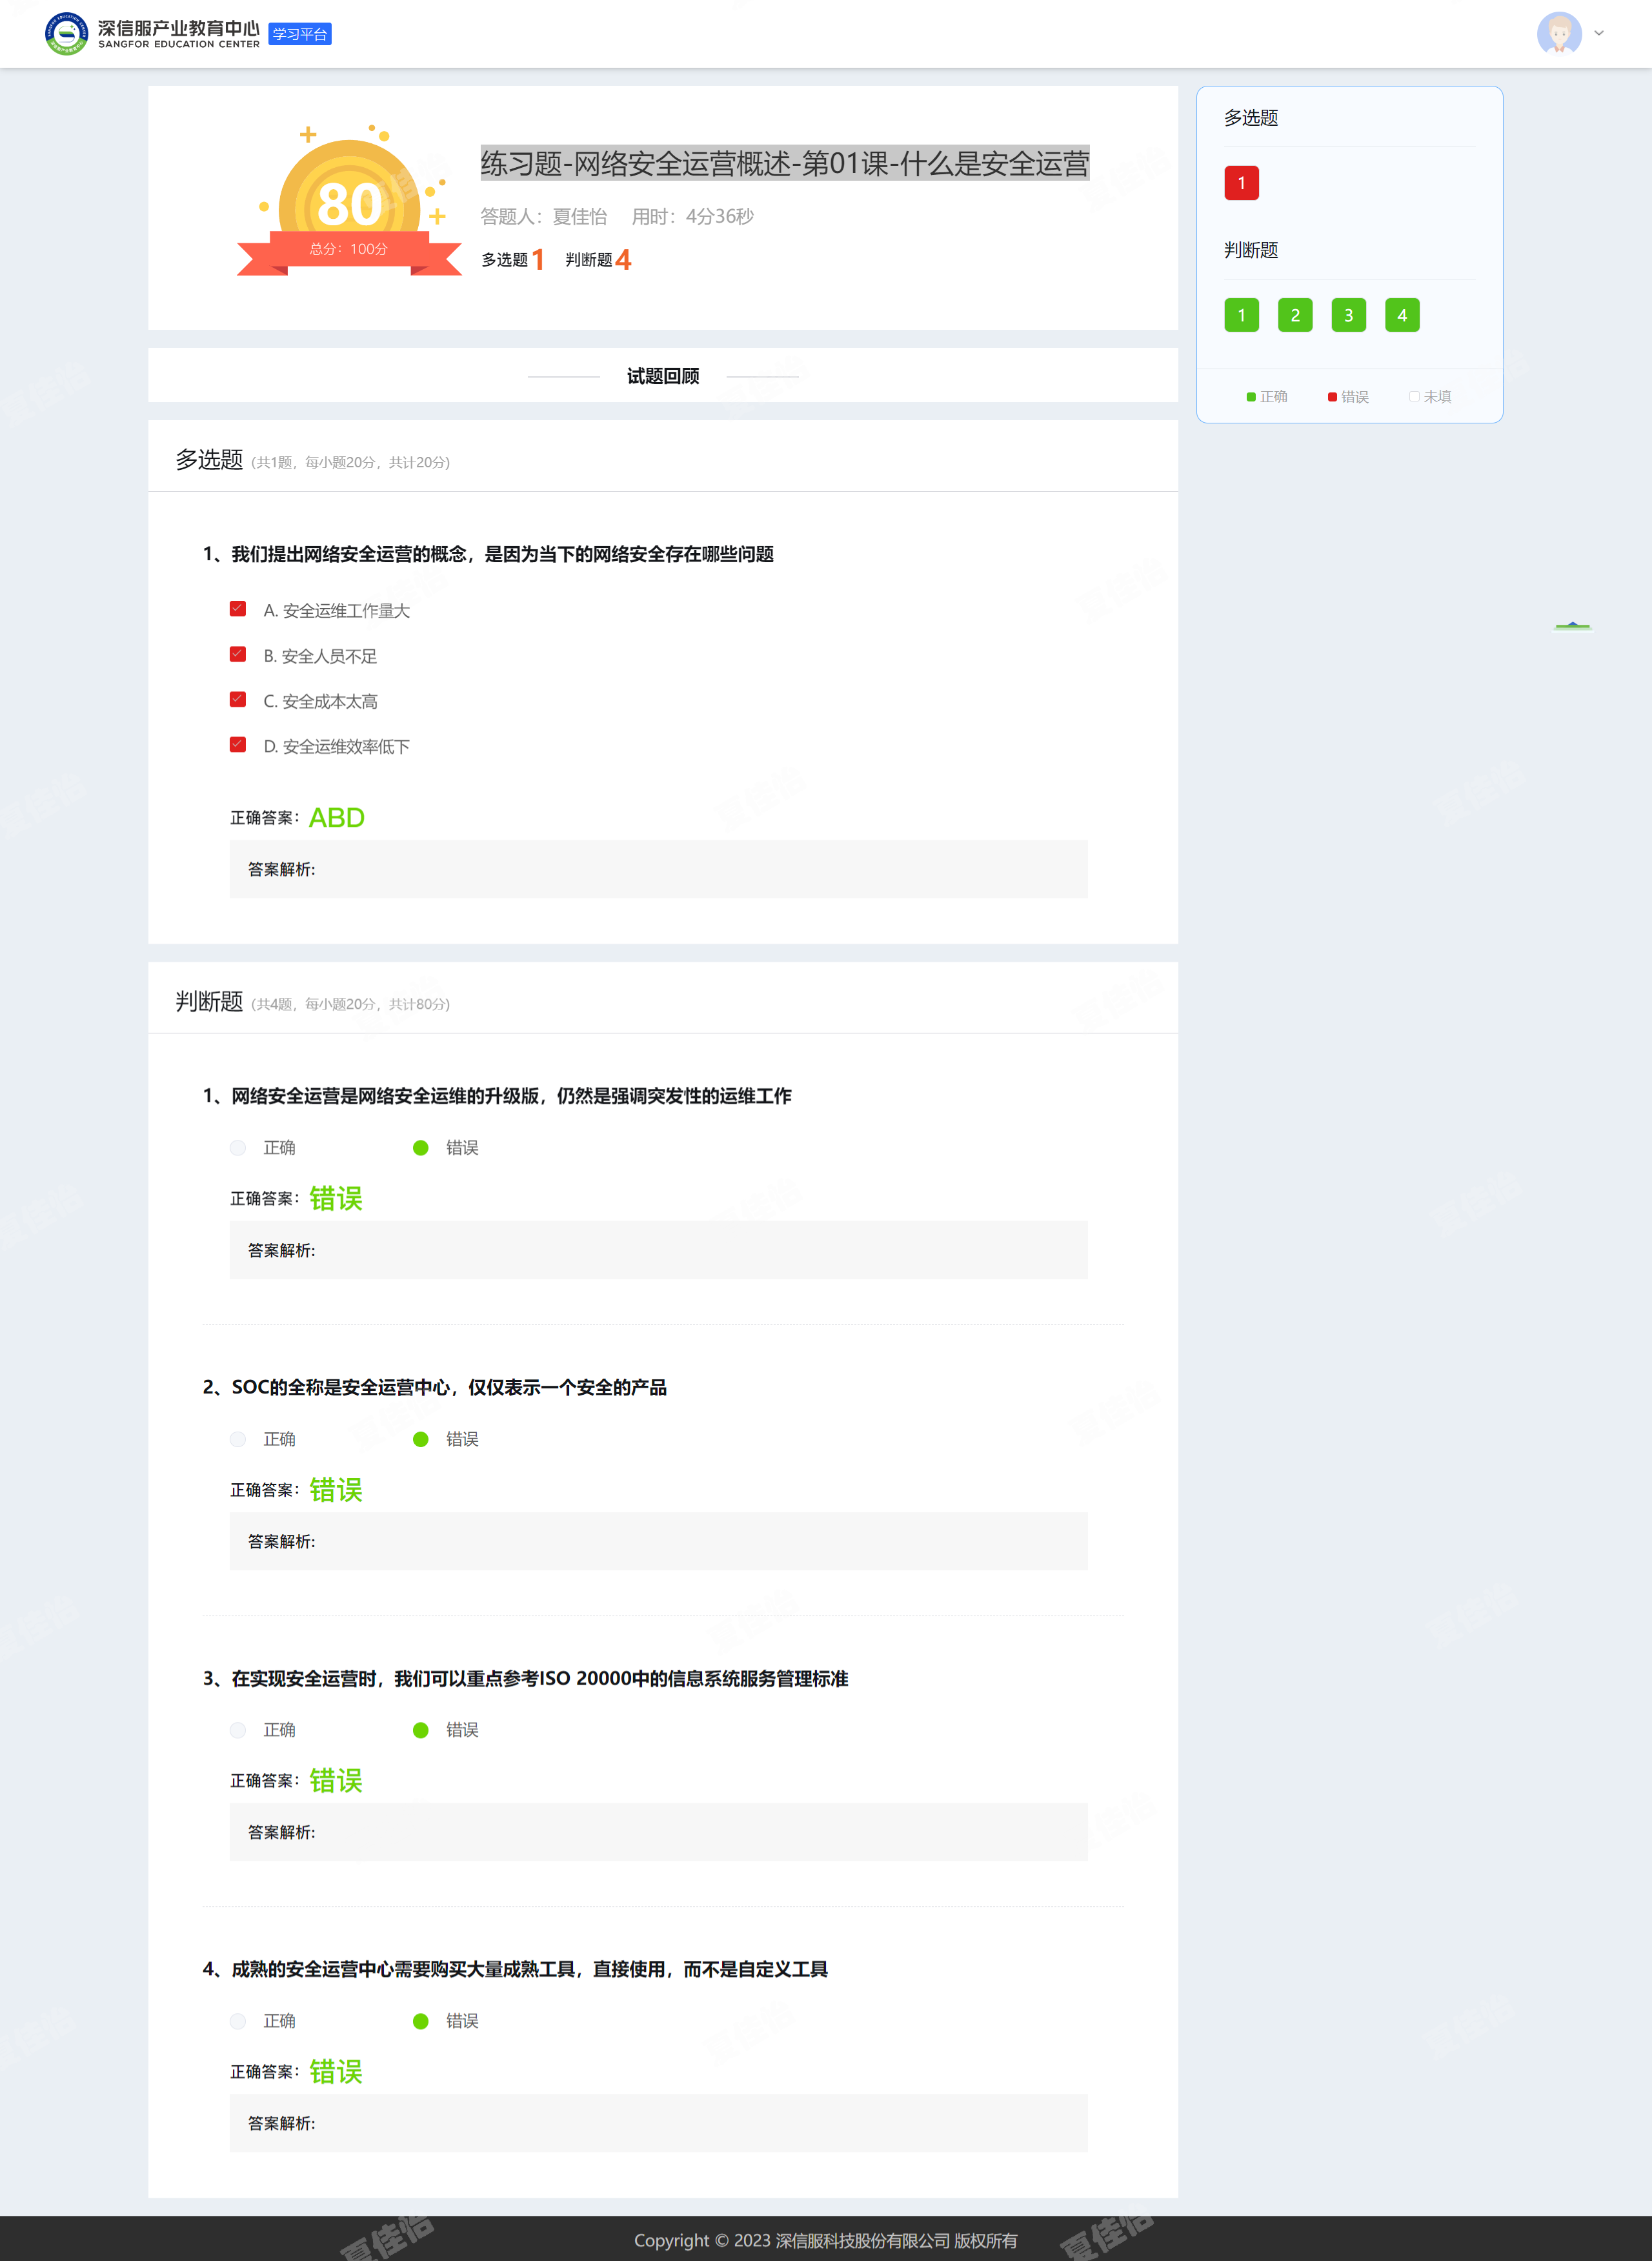 深信服产业教育中心
SANGFOR EDUCATION CENTER
学习平台
80
总分：100分
练习题-网络安全运营概述-第01课-什么是安全运营
答题人：夏佳怡 用时：4分36秒
多选题1 判断题4
多选题
1
判断题
1 2 3 4
正确 错误 未填
试题回顾
多选题 (共1题，每小题20分，共计20分)
1、我们提出网络安全运营的概念，是因为当下的网络安全存在哪些问题
A. 安全运维工作量大
B. 安全人员不足
C. 安全成本太高
D. 安全运维效率低下
正确答案：ABD
答案解析:
判断题 (共4题，每小题20分，共计80分)
1、网络安全运营是网络安全运维的升级版，仍然是强调突发性的运维工作
正确 错误
正确答案：错误
答案解析:
2、SOC的全称是安全运营中心，仅仅表示一个安全的产品
正确 错误
正确答案：错误
答案解析:
3、在实现安全运营时，我们可以重点参考ISO 20000中的信息系统服务管理标准
正确 错误
正确答案：错误
答案解析:
4、成熟的安全运营中心需要购买大量成熟工具，直接使用，而不是自定义工具
正确 错误
正确答案：错误
答案解析:
夏佳怡
夏佳怡
Copyright © 2023 深信服科技股份有限公司 版权所有